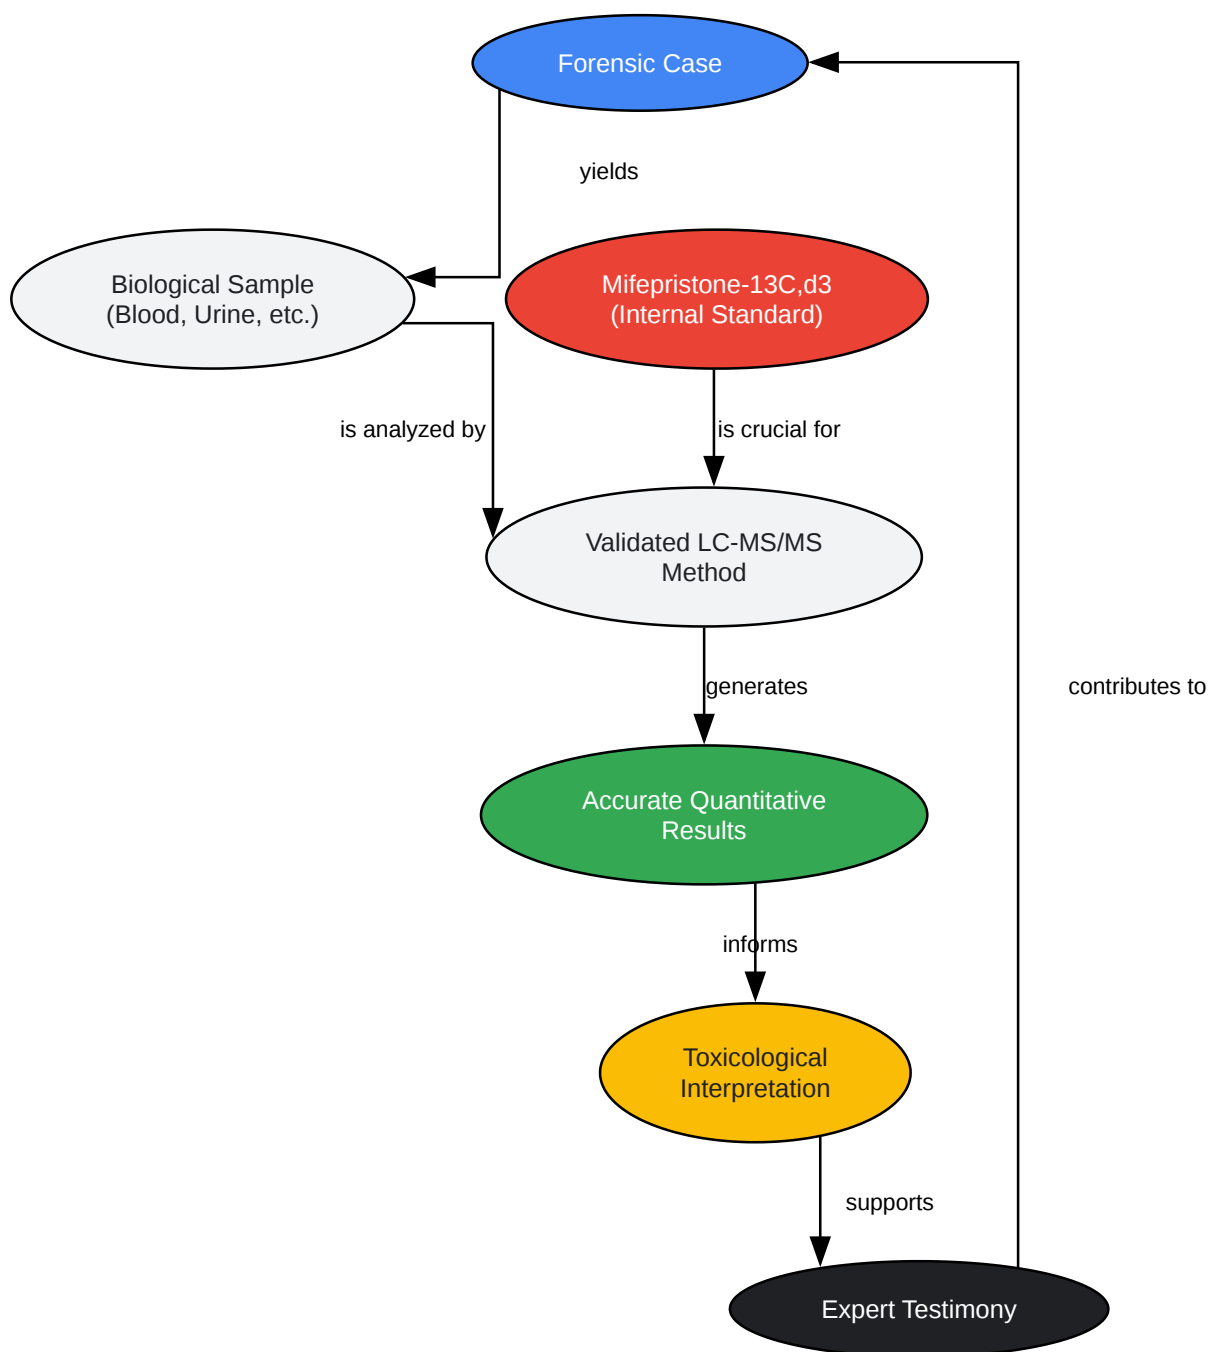 Forensic Case
yields
Biological Sample
(Blood, Urine, etc.)
Mifepristone-13C,d3
(Internal Standard)
is analyzed by
is crucial for
Validated LC-MS/MS
Method
generates
contributes to
Accurate Quantitative
Results
informs
Toxicological
Interpretation
supports
Expert Testimony